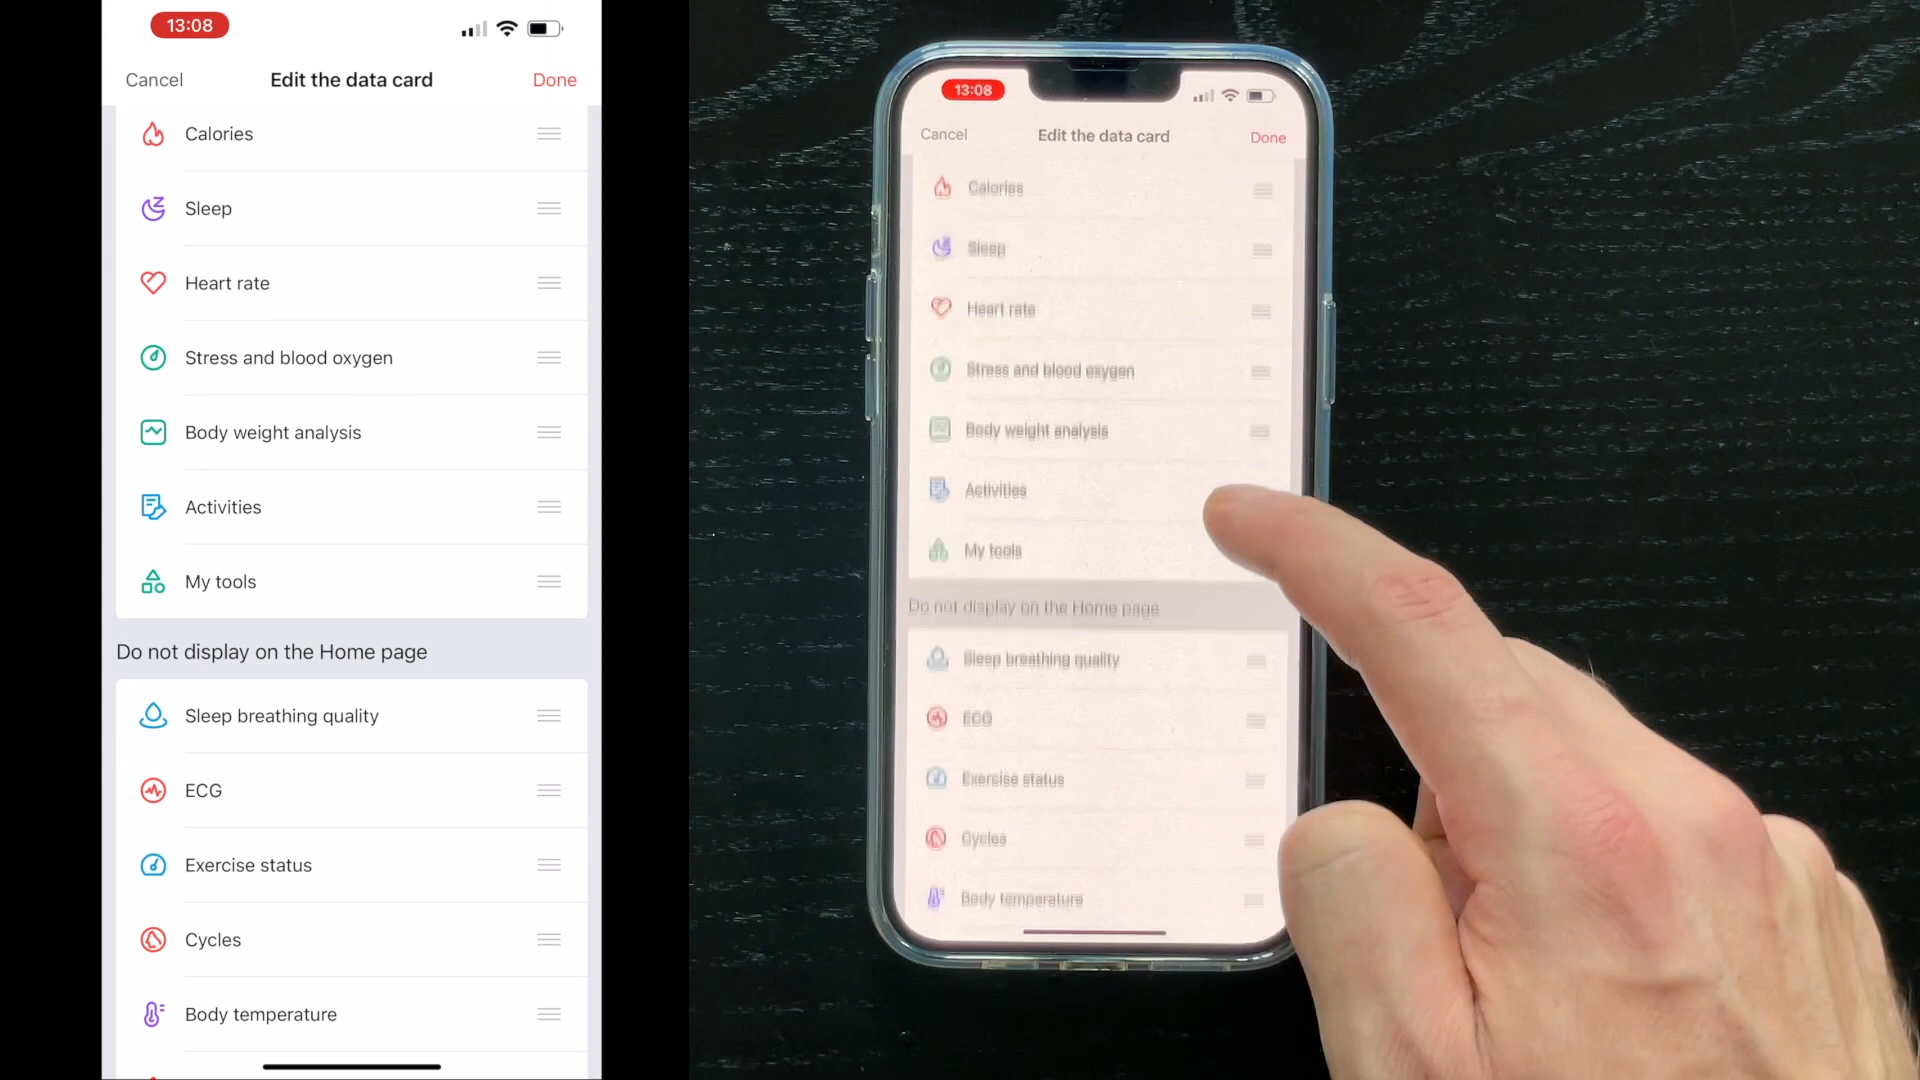 13:08
Cancel
Edit the data card
Done
Calories
Sleep
Heart rate
Stress and blood oxygen
Body weight analysis
Activities
My tools
Do not display on the Home page
Sleep breathing quality
ECG
Exercise status
Cycles
Body temperature
13:08
Cancel
Edit the data card
Done
Calories
Sleep
Heart rate
Stress and blood oxygen
Body weight analysis
Activities
My tools
Do not display on the Home page
Sleep breathing quality
ECG
Exercise status
Cycles
Body temperature